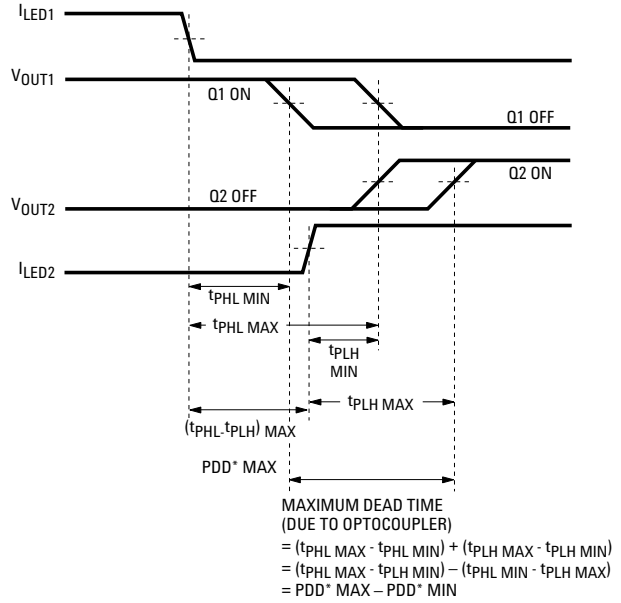 ILED1
VOUT1
Q1 ON
Q1 OFF
Q2 OFF
Q2 ON
VOUT2
ILED2
tPHL MIN
tPHL MAX
tPLH
MIN
tPLH MAX
(tPHL-tPLH) MAX
PDD* MAX
MAXIMUM DEAD TIME
(DUE TO OPTOCOUPLER)
= (tPHL MAX - tPHL MIN) + (tPLH MAX - tPLH MIN)
= (tPHL MAX - tPLH MIN) – (tPHL MIN - tPLH MAX)
= PDD* MAX – PDD* MIN